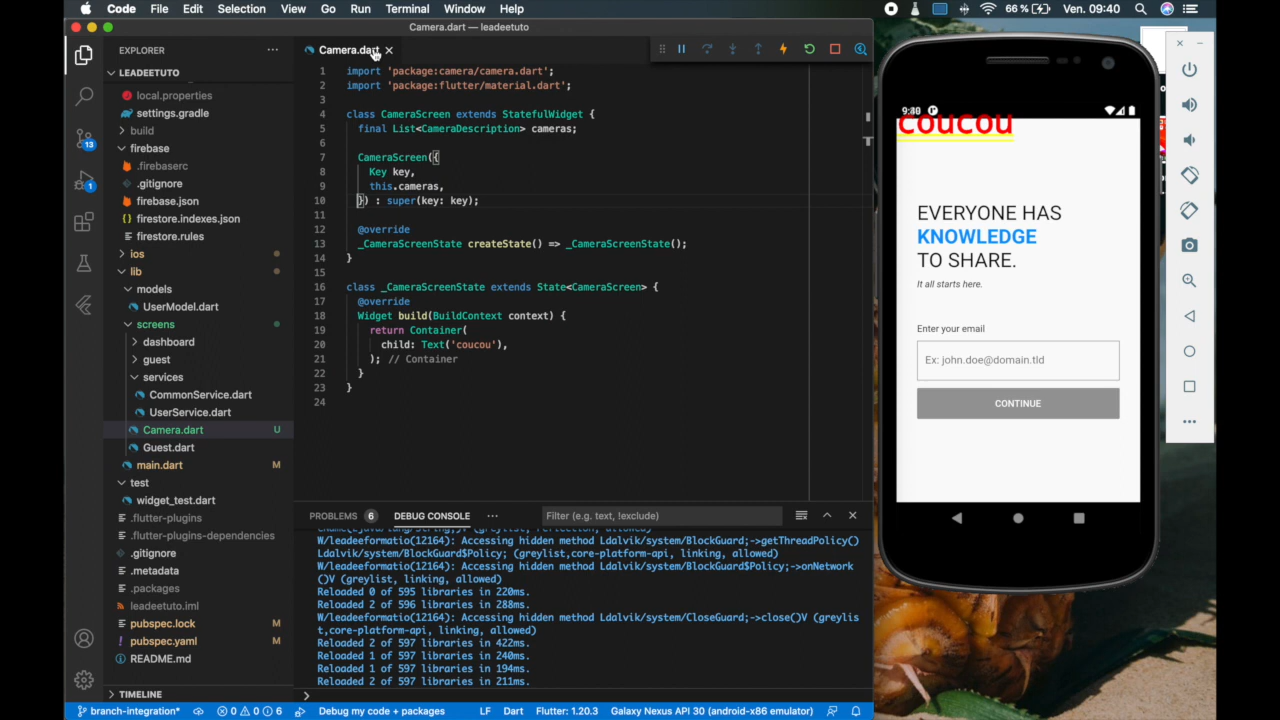 Code File Edit Selection View Go Run Terminal Window Help
66 % Ven. 09:40
Camera.dart — leadeetuto
EXPLORER
LEADEETUTO
local.properties
settings.gradle
build
firebase
.firebaserc
.gitignore
firebase.json
firestore.indexes.json
firestore.rules
ios
lib
models
UserModel.dart
screens
dashboard
guest
services
CommonService.dart
UserService.dart
Camera.dart U
Guest.dart
main.dart M
test
widget_test.dart
.flutter-plugins
.flutter-plugins-dependencies
.gitignore
.metadata
.packages
leadeetuto.iml
pubspec.lock M
pubspec.yaml M
README.md
TIMELINE
13
1
Camera.dart
1 import 'package:camera/camera.dart';
2 import 'package:flutter/material.dart';
3
4 class CameraScreen extends StatefulWidget {
5 final List<CameraDescription> cameras;
6
7 CameraScreen({
8 Key key,
9 this.cameras,
10 }) : super(key: key);
11
12 @override
13 _CameraScreenState createState() => _CameraScreenState();
14 }
15
16 class _CameraScreenState extends State<CameraScreen> {
17 @override
18 Widget build(BuildContext context) {
19 return Container(
20 child: Text('coucou'),
21 ); // Container
22 }
23 }
24
PROBLEMS 6 DEBUG CONSOLE ··· Filter (e.g. text, !exclude)
W/leadeeformatio(12164): Accessing hidden method Ldalvik/system/BlockGuard;->getThreadPolicy()
Ldalvik/system/BlockGuard$Policy; (greylist,core-platform-api, linking, allowed)
W/leadeeformatio(12164): Accessing hidden method Ldalvik/system/BlockGuard$Policy;->onNetwork
()V (greylist, linking, allowed)
Reloaded 0 of 595 libraries in 220ms.
Reloaded 2 of 596 libraries in 288ms.
W/leadeeformatio(12164): Accessing hidden method Ldalvik/system/CloseGuard;->close()V (greylis
t,core-platform-api, linking, allowed)
Reloaded 2 of 597 libraries in 422ms.
Reloaded 1 of 597 libraries in 240ms.
Reloaded 1 of 597 libraries in 194ms.
Reloaded 2 of 597 libraries in 211ms.
branch-integration* 0 0 6 Debug my code + packages LF Dart Flutter: 1.20.3 Galaxy Nexus API 30 (android-x86 emulator)
coucou
EVERYONE HAS
KNOWLEDGE
TO SHARE.
It all starts here.
Enter your email
Ex: john.doe@domain.tld
CONTINUE